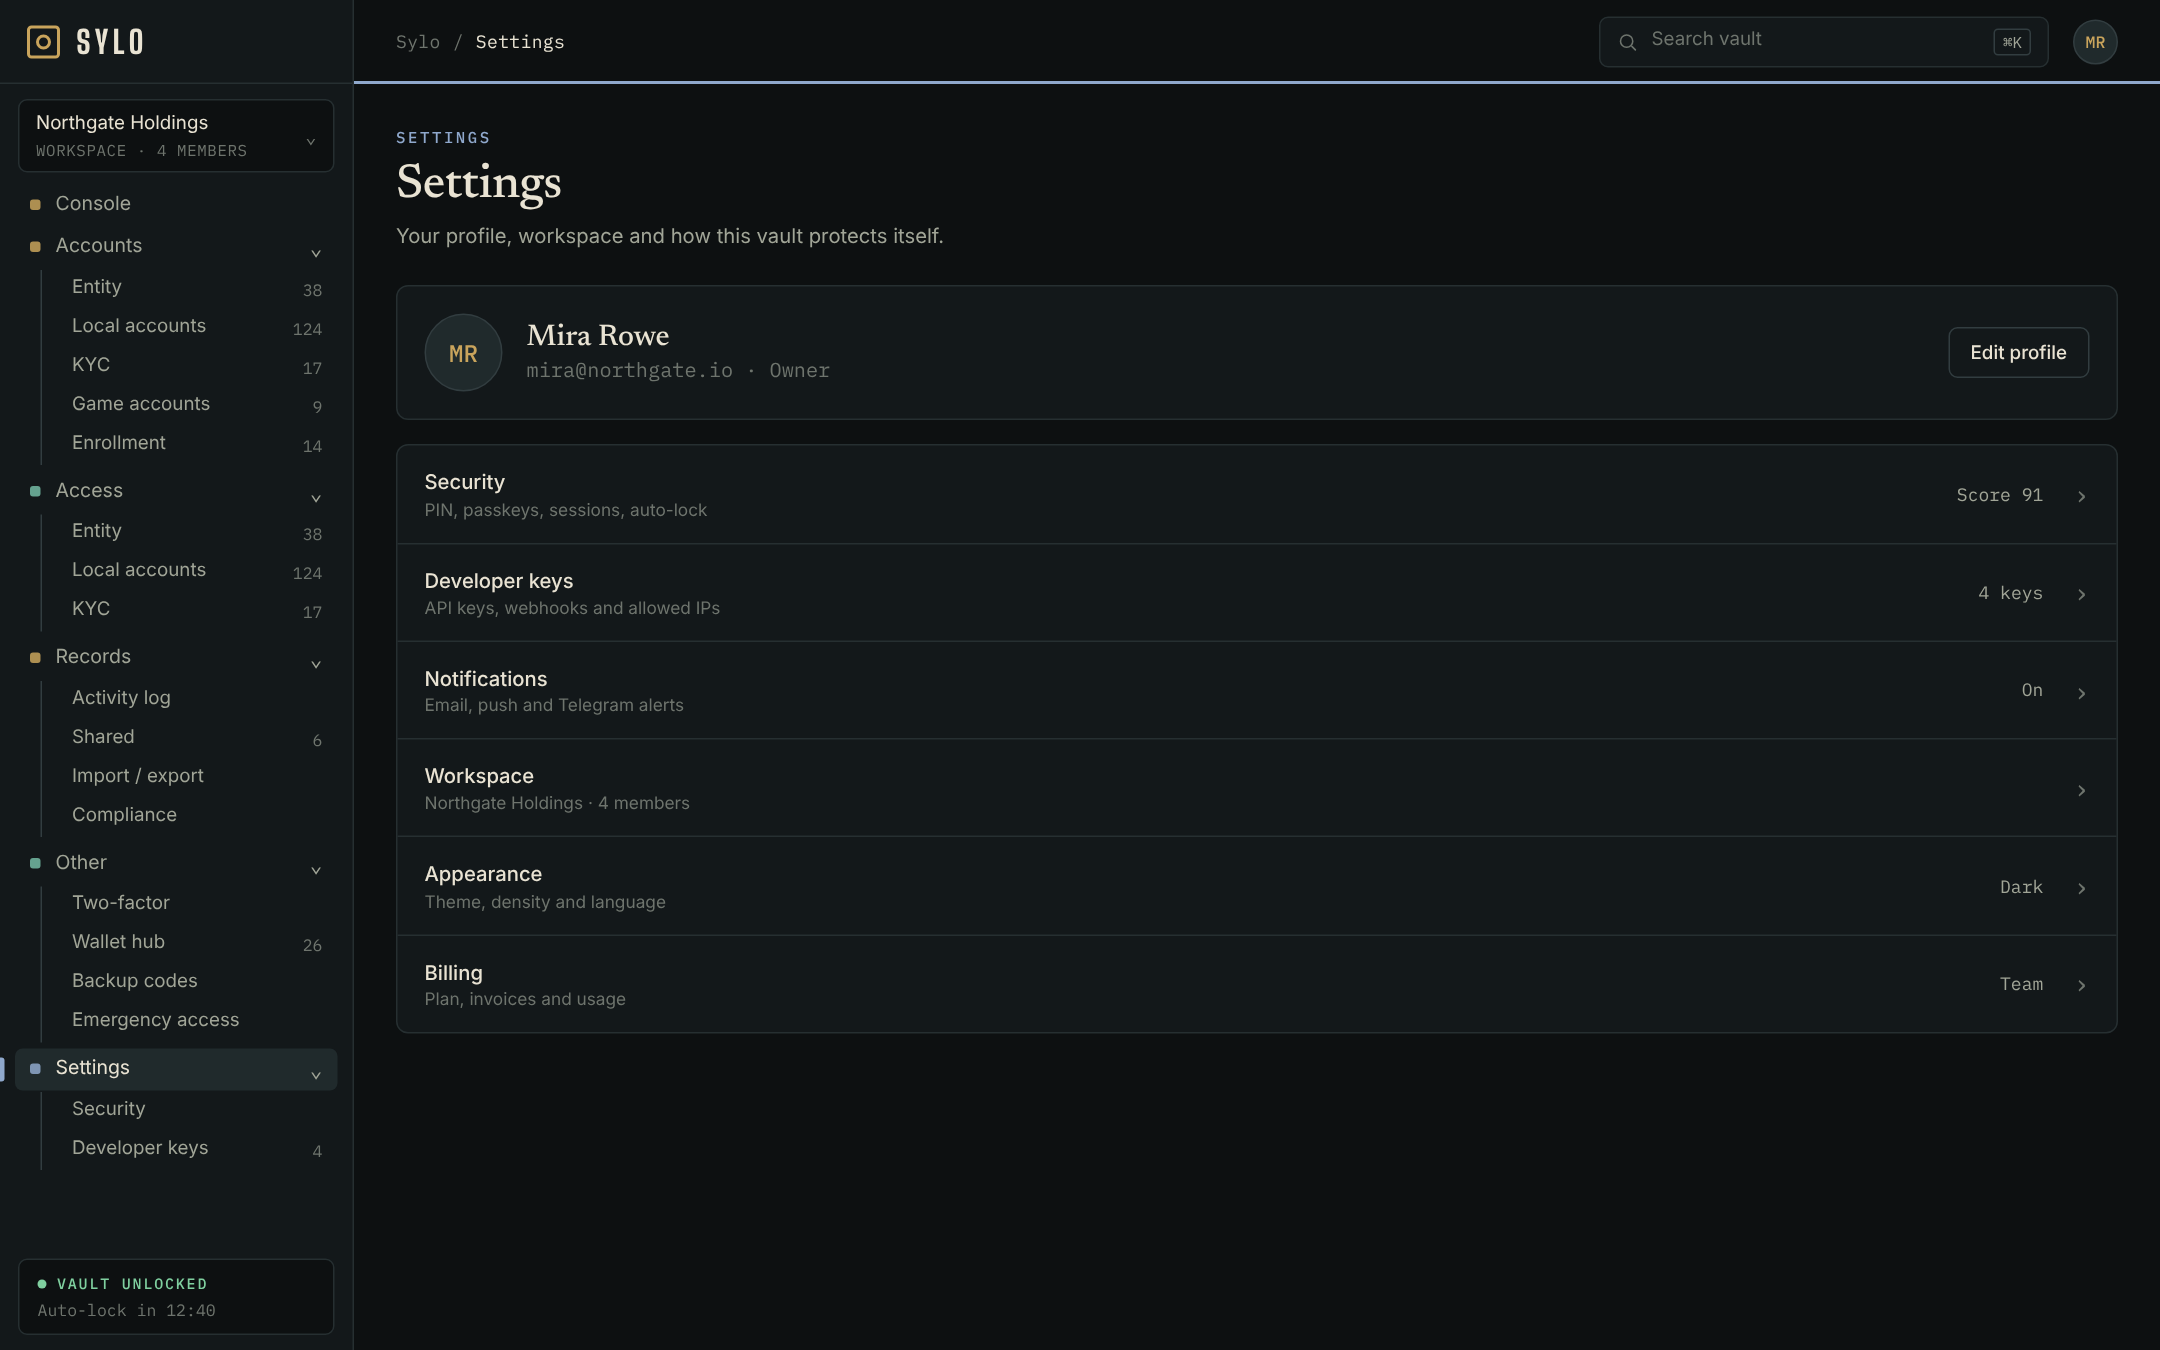 SYLO
Sylo / Settings
Search vault
⌘K
MR
Northgate Holdings
WORKSPACE · 4 MEMBERS
Console
Accounts
Entity 38
Local accounts 124
KYC 17
Game accounts 9
Enrollment 14
Access
Entity 38
Local accounts 124
KYC 17
Records
Activity log
Shared 6
Import / export
Compliance
Other
Two-factor
Wallet hub 26
Backup codes
Emergency access
Settings
Security
Developer keys 4
VAULT UNLOCKED
Auto-lock in 12:40
SETTINGS
Settings
Your profile, workspace and how this vault protects itself.
MR
Mira Rowe
mira@northgate.io · Owner
Edit profile
Security
PIN, passkeys, sessions, auto-lock
Score 91
Developer keys
API keys, webhooks and allowed IPs
4 keys
Notifications
Email, push and Telegram alerts
On
Workspace
Northgate Holdings · 4 members
Appearance
Theme, density and language
Dark
Billing
Plan, invoices and usage
Team